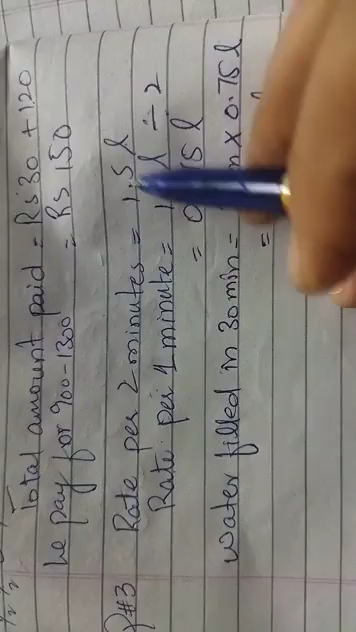 Total amount paid = Rs 30 + 120
he pay for 900-1300 = Rs 150
Q#3 Rate per 2 minutes = 1.5 l
Rate per 1 minute = 1 l ÷ 2
= 0 75 l
Water filled in 30 min = n x 0.75 l
=